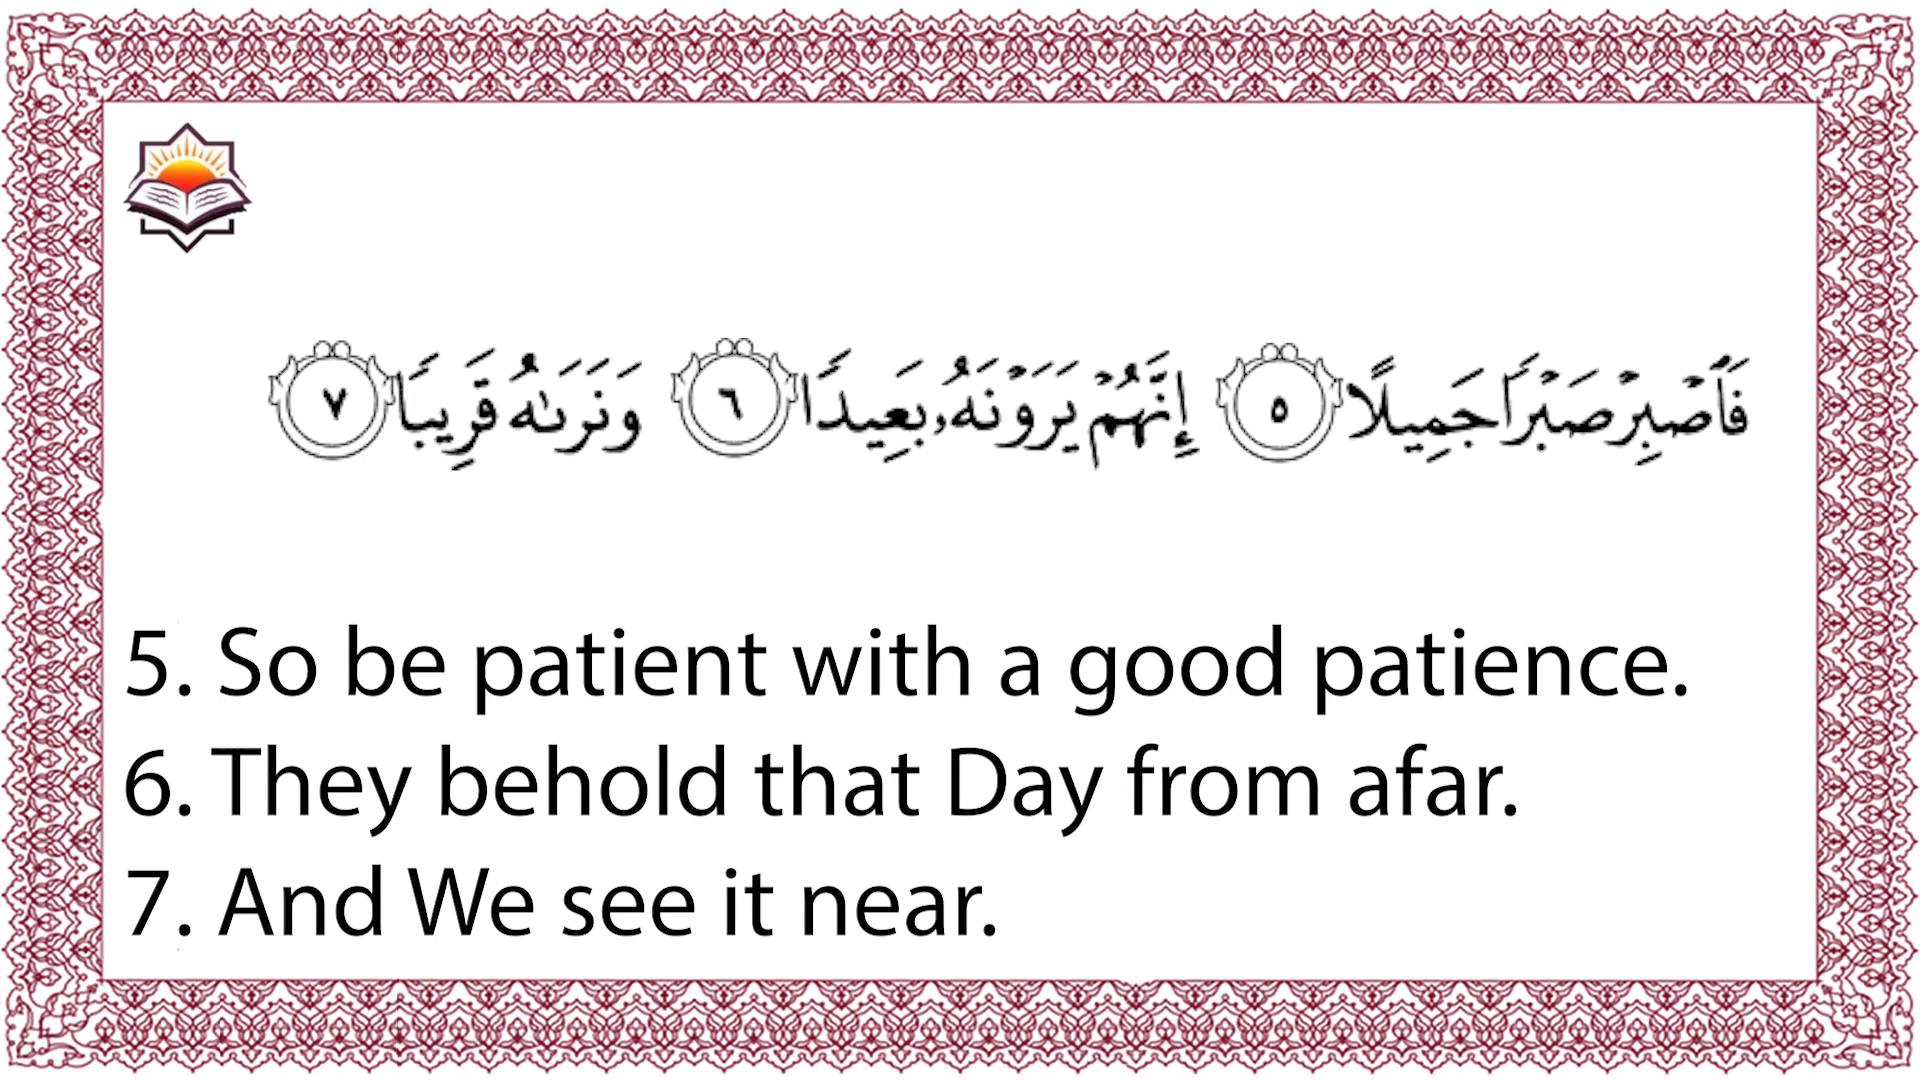 فَٱصْبِرْ صَبْرًا جَمِيلًا ٥ إِنَّهُمْ يَرَوْنَهُۥ بَعِيدًا ٦ وَنَرَىٰهُ قَرِيبًا ٧
5. So be patient with a good patience.
6. They behold that Day from afar.
7. And We see it near.